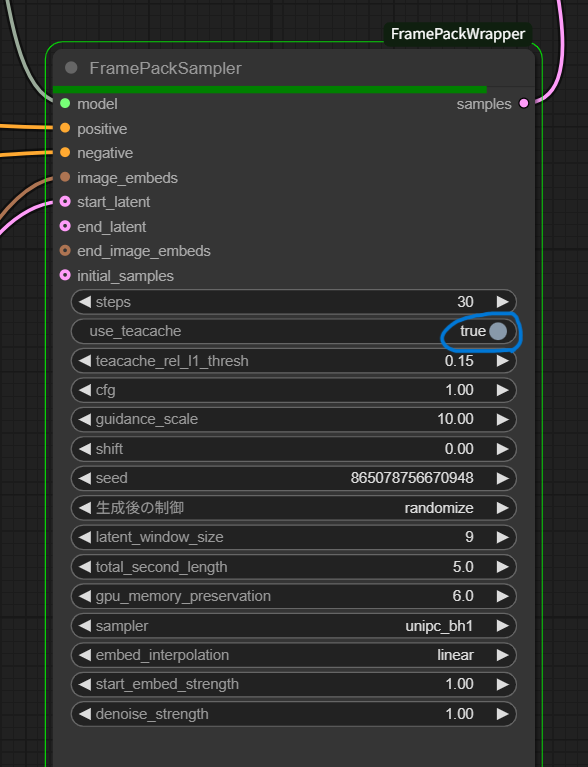 FramePackWrapper
FramePackSampler
model samples
positive
negative
image_embeds
start_latent
end_latent
end_image_embeds
initial_samples
steps 30
use_teacache true
teacache_rel_l1_thresh 0.15
cfg 1.00
guidance_scale 10.00
shift 0.00
seed 865078756670948
生成後の制御 randomize
latent_window_size 9
total_second_length 5.0
gpu_memory_preservation 6.0
sampler unipc_bh1
embed_interpolation linear
start_embed_strength 1.00
denoise_strength 1.00